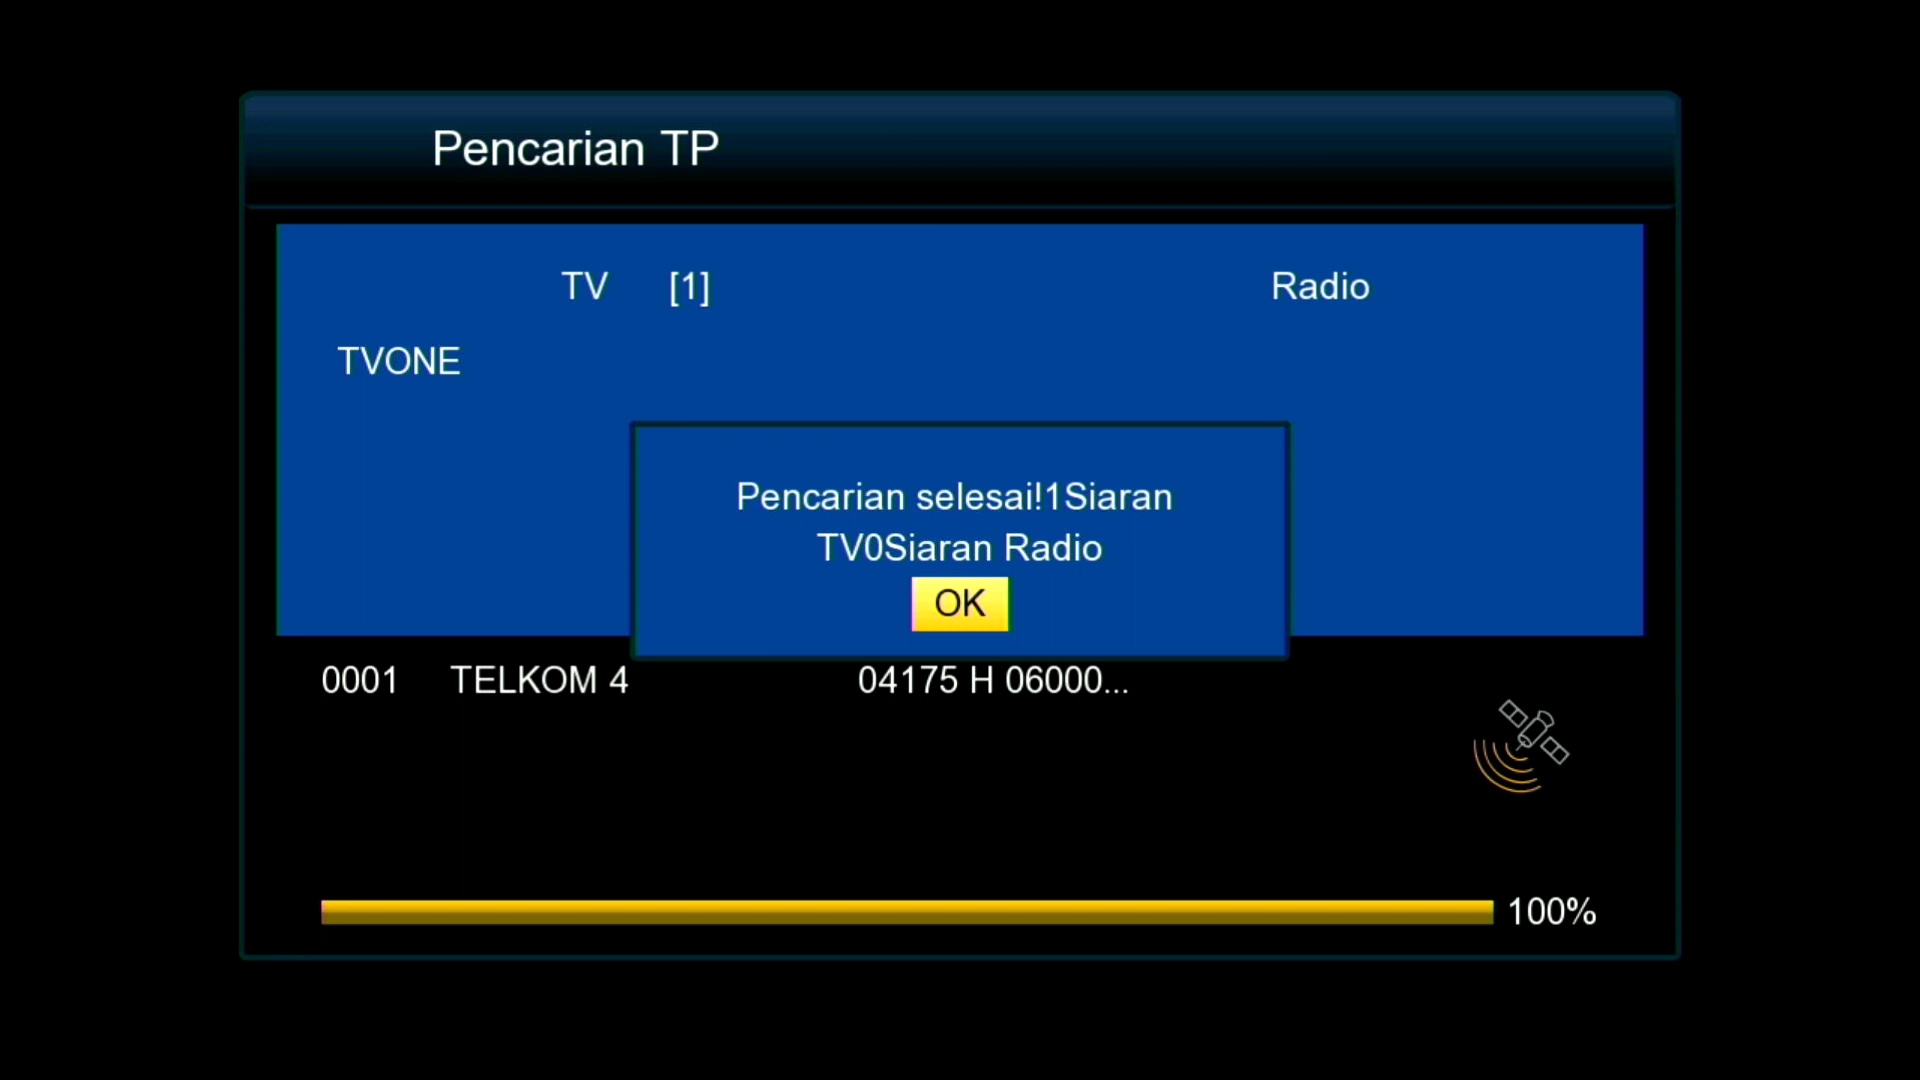 Pencarian TP
TV [1] Radio
TVONE
Pencarian selesai!1Siaran
TV0Siaran Radio
OK
0001 TELKOM 4 04175 H 06000...
100%